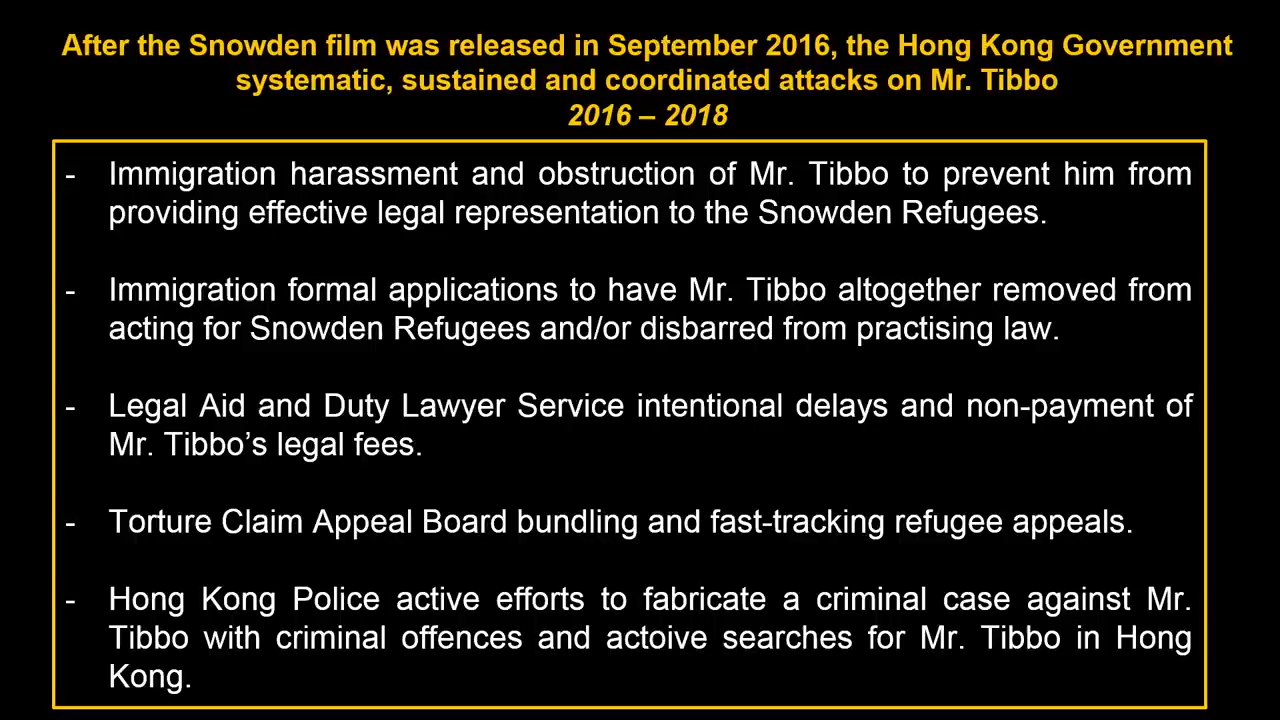 After the Snowden film was released in September 2016, the Hong Kong Government
systematic, sustained and coordinated attacks on Mr. Tibbo
2016 – 2018
- Immigration harassment and obstruction of Mr. Tibbo to prevent him from
providing effective legal representation to the Snowden Refugees.
- Immigration formal applications to have Mr. Tibbo altogether removed from
acting for Snowden Refugees and/or disbarred from practising law.
- Legal Aid and Duty Lawyer Service intentional delays and non-payment of
Mr. Tibbo’s legal fees.
- Torture Claim Appeal Board bundling and fast-tracking refugee appeals.
- Hong Kong Police active efforts to fabricate a criminal case against Mr.
Tibbo with criminal offences and actoive searches for Mr. Tibbo in Hong
Kong.